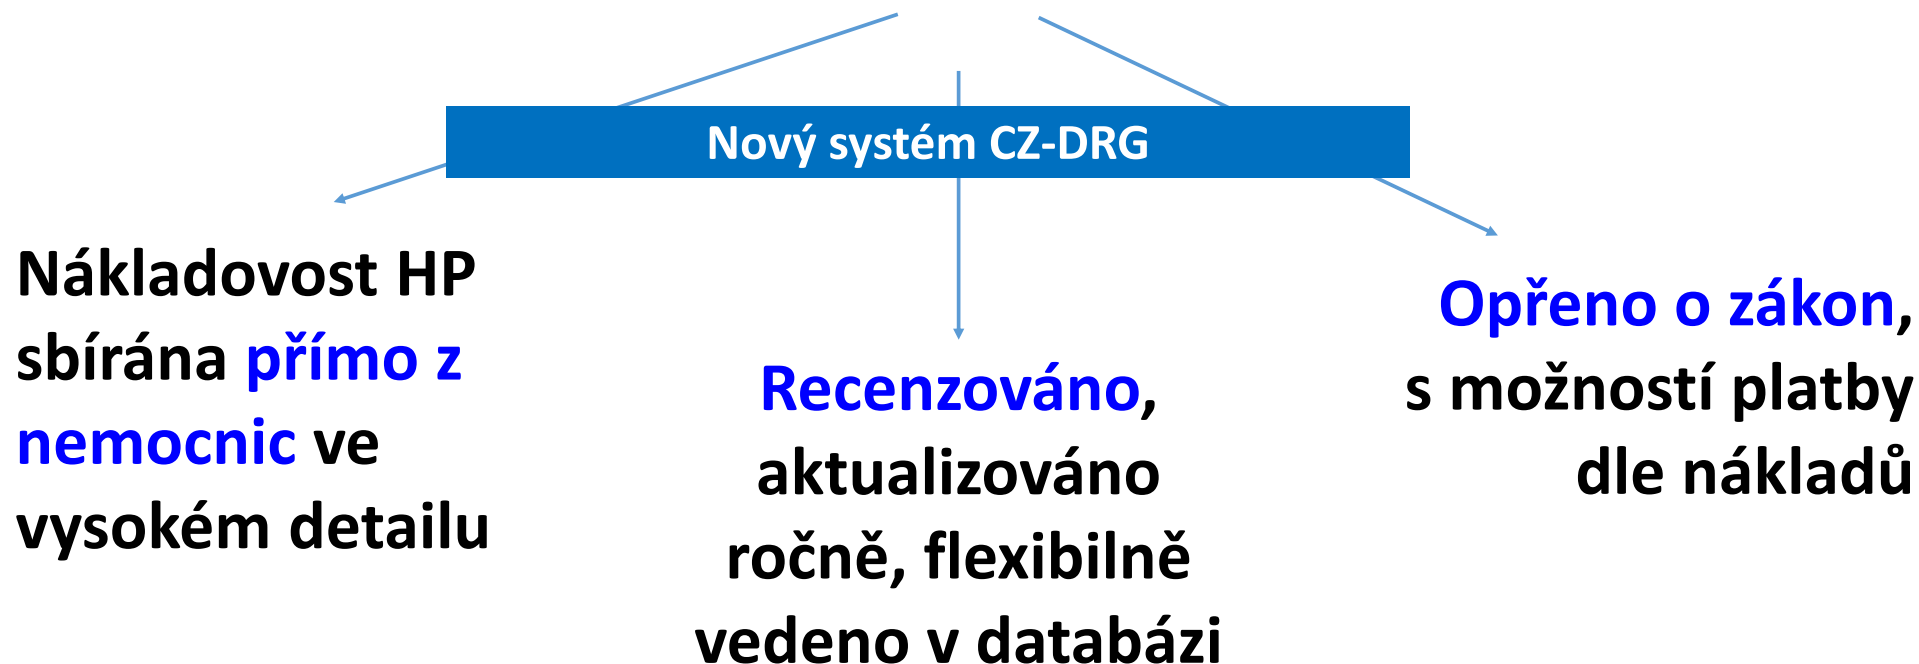 Nový systém CZ-DRG
Nákladovost HP
sbírána přímo z
nemocnic ve
vysokém detailu
Recenzováno,
aktualizováno
ročně, flexibilně
vedeno v databázi
Opřeno o zákon,
s možností platby
dle nákladů